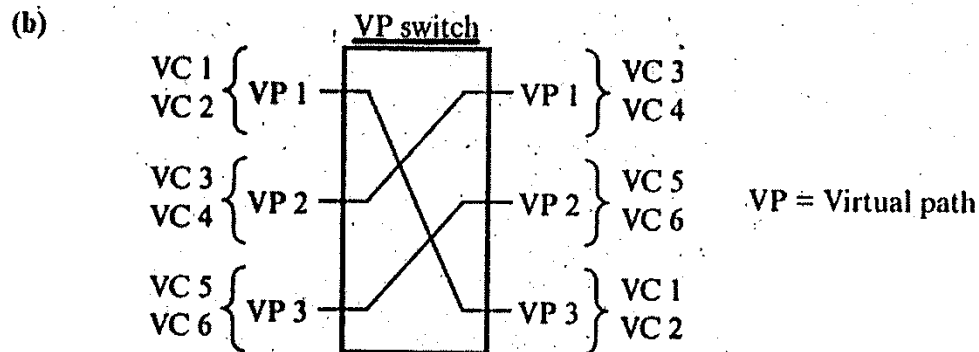 (b)
VP switch
VC 1
VC 2
VP 1
VP 1
VC 3
VC 4
VC 3
VC 4
VP 2
VP 2
VC 5
VC 6
VP = Virtual path
VC 5
VC 6
VP 3
VP 3
VC 1
VC 2